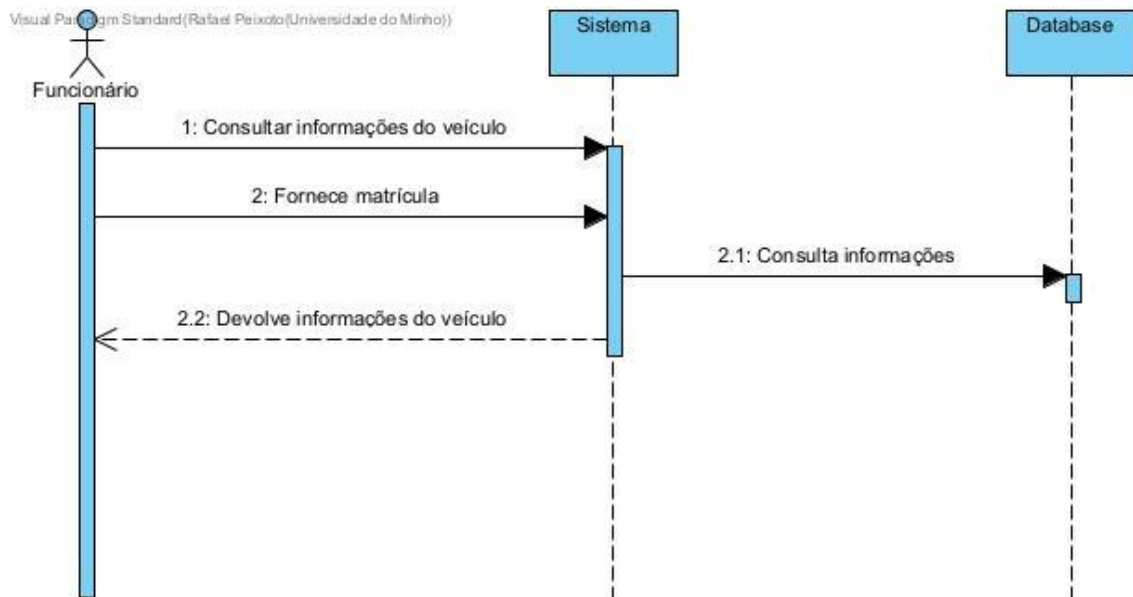 Visual Paradigm Standard(Rafael Peixoto(Universidade do Minho))
Funcionário
Sistema
Database
1: Consultar informações do veículo
2: Fornece matrícula
2.1: Consulta informações
2.2: Devolve informações do veículo